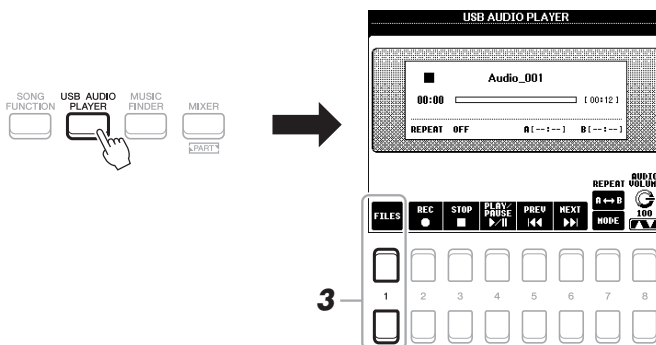 SONG FUNCTION
USB AUDIO PLAYER
MUSIC FINDER
MIXER
PART
USB AUDIO PLAYER
Audio_001
00:00
[ 00:12 ]
REPEAT OFF
A[--:--]
B[--:--]
FILES
REC
STOP
PLAY/PAUSE
PREV
NEXT
REPEAT
A↔B
MODE
AUDIO
100
3
1 2 3 4 5 6 7 8